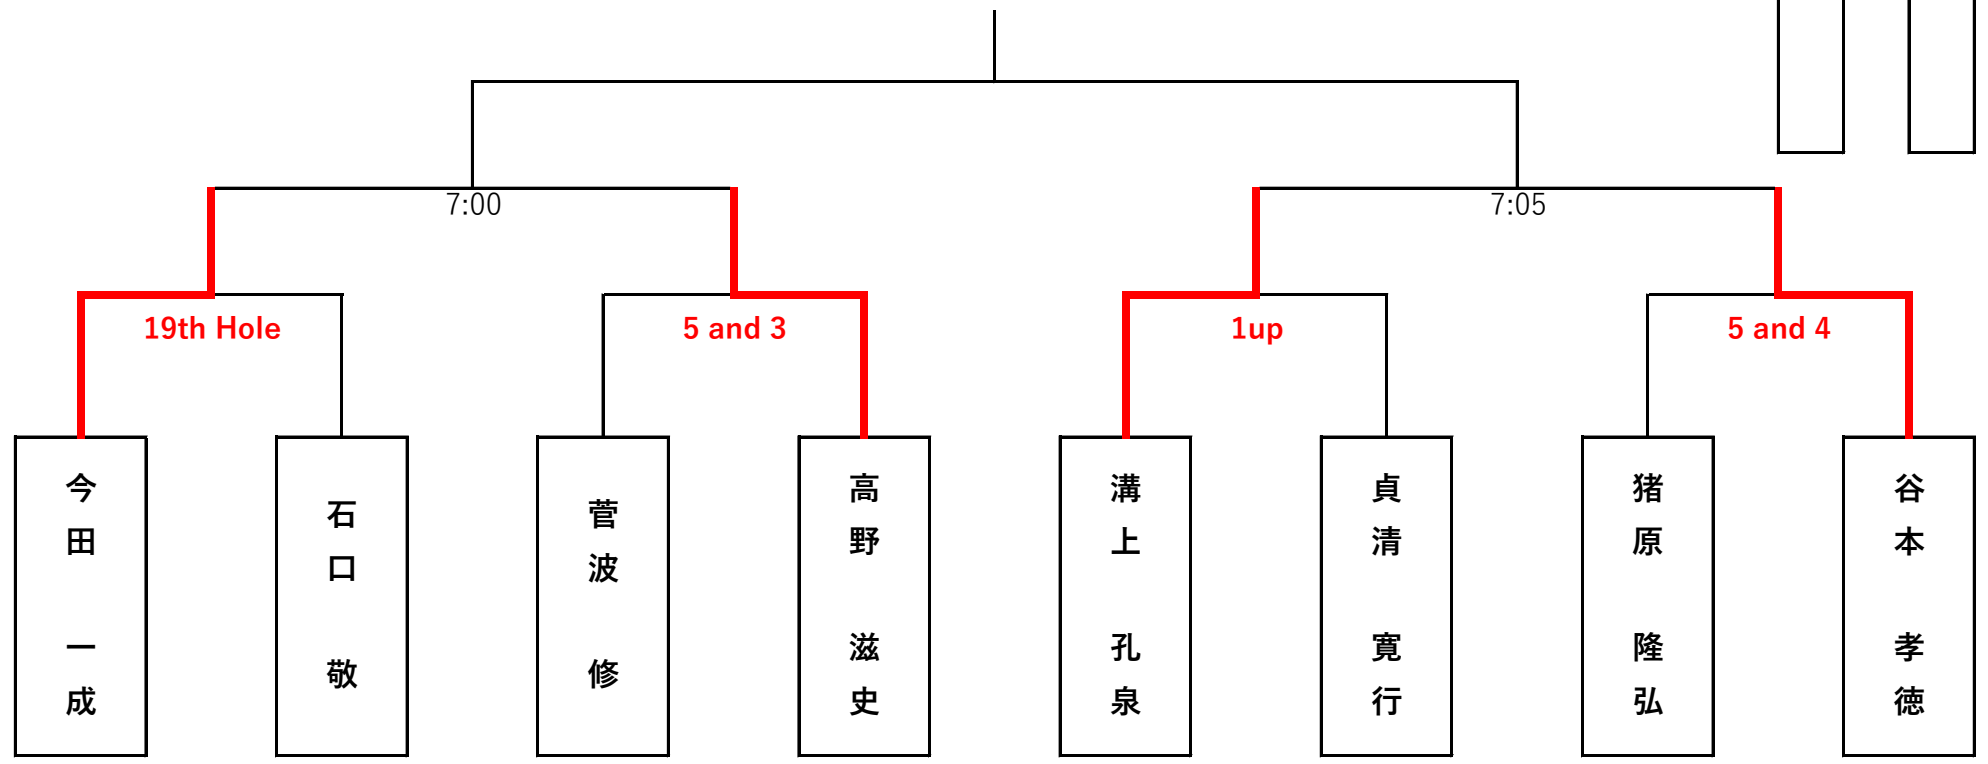 7:00
7:05
19th Hole
5 and 3
1up
5 and 4
今田 一成
石口 敬
菅波 修
高野 滋史
溝上 孔泉
貞清 寛行
猪原 隆弘
谷本 孝徳